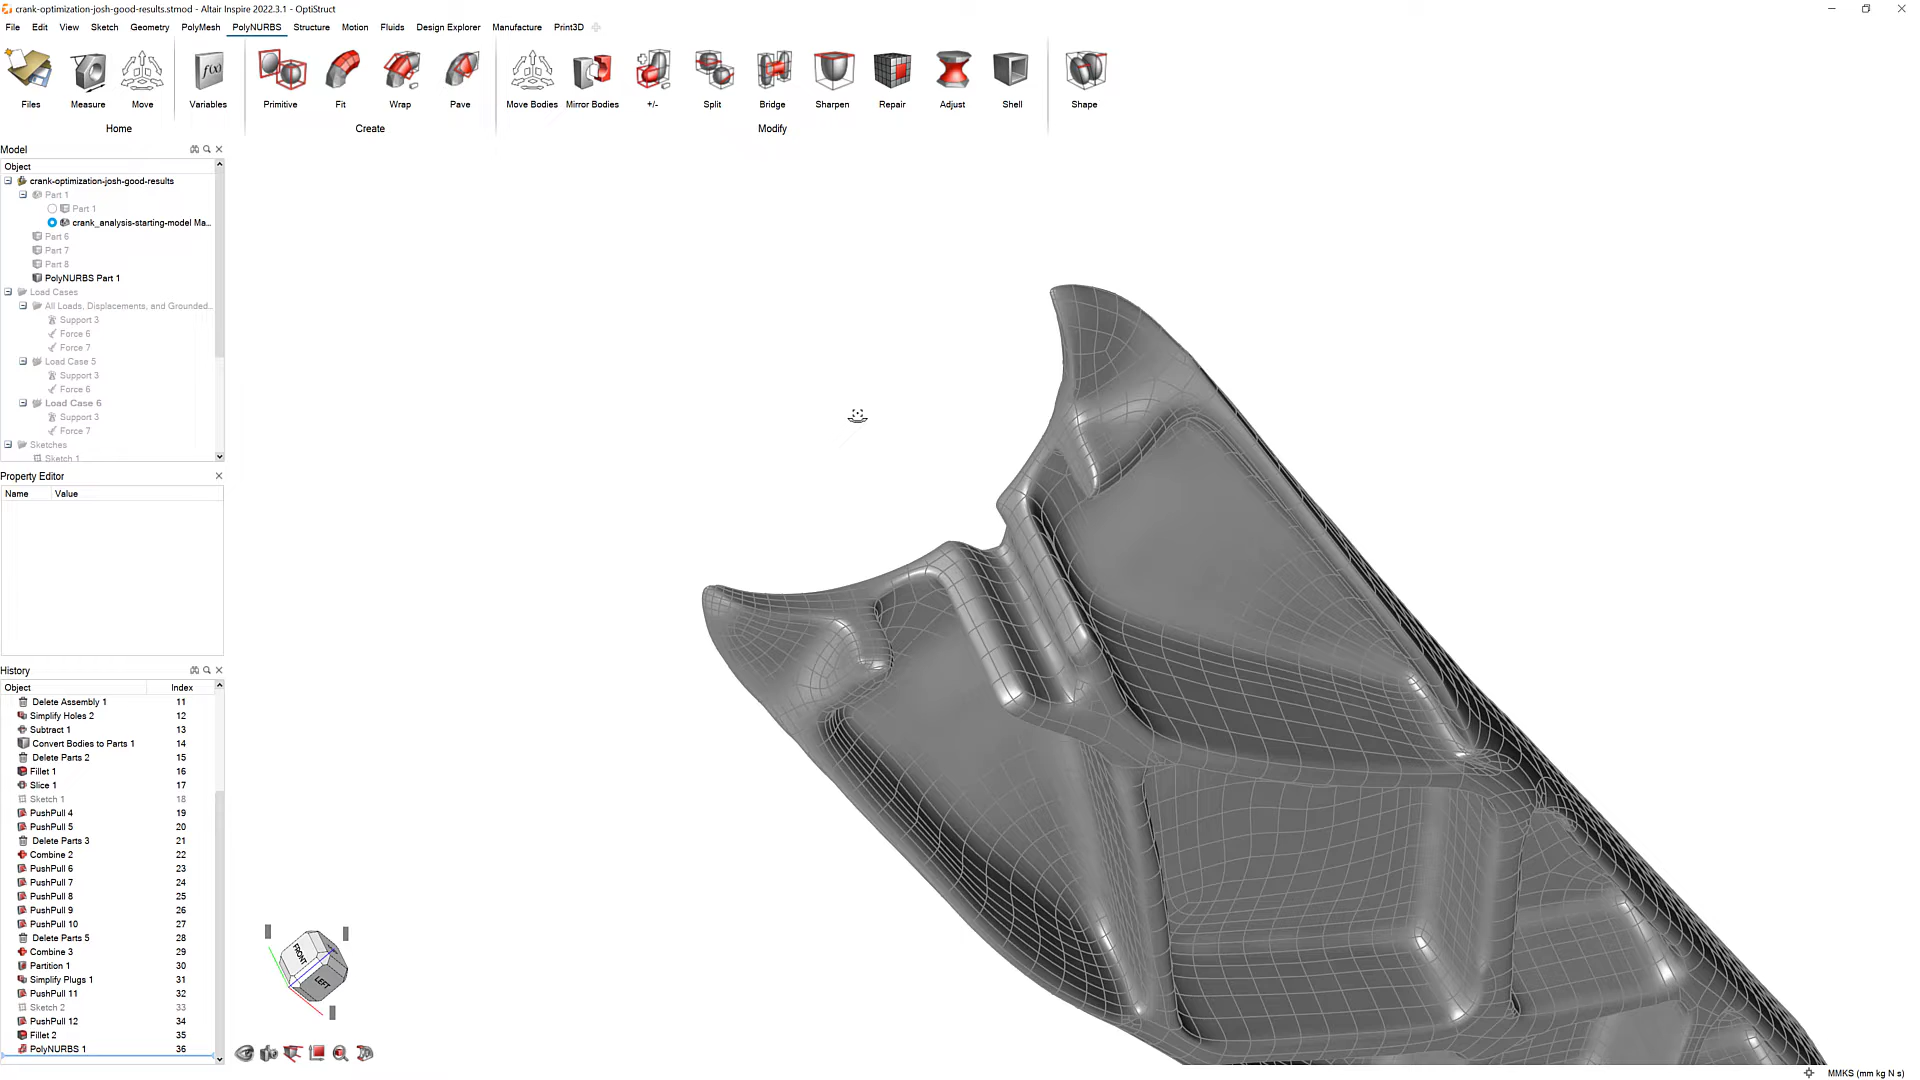 crank-optimization-josh-good-results.stmod - Altair Inspire 2022.3.1 - OptiStruct
File Edit View Sketch Geometry PolyMesh PolyNURBS Structure Motion Fluids Design Explorer Manufacture Print3D
f(x)
Files Measure Move Variables Primitive Fit Wrap Pave Move Bodies Mirror Bodies +/- Split Bridge Sharpen Repair Adjust Shell Shape
Home Create Modify
Model
Object
crank-optimization-josh-good-results
Part 1
Part 1
crank_analysis-starting-model Ma...
Part 6
Part 7
Part 8
PolyNURBS Part 1
Load Cases
All Loads, Displacements, and Grounded...
Support 3
Force 6
Force 7
Load Case 5
Support 3
Force 6
Load Case 6
Support 3
Force 7
Sketches
Sketch 1
Property Editor
Name Value
History
Object Index
Delete Assembly 1 11
Simplify Holes 2 12
Subtract 1 13
Convert Bodies to Parts 1 14
Delete Parts 2 15
Fillet 1 16
Slice 1 17
Sketch 1 18
PushPull 4 19
PushPull 5 20
Delete Parts 3 21
Combine 2 22
PushPull 6 23
PushPull 7 24
PushPull 8 25
PushPull 9 26
PushPull 10 27
Delete Parts 5 28
Combine 3 29
Partition 1 30
Simplify Plugs 1 31
PushPull 11 32
Sketch 2 33
PushPull 12 34
Fillet 2 35
PolyNURBS 1 36
FRONT
LEFT
MMKS (mm kg N s)